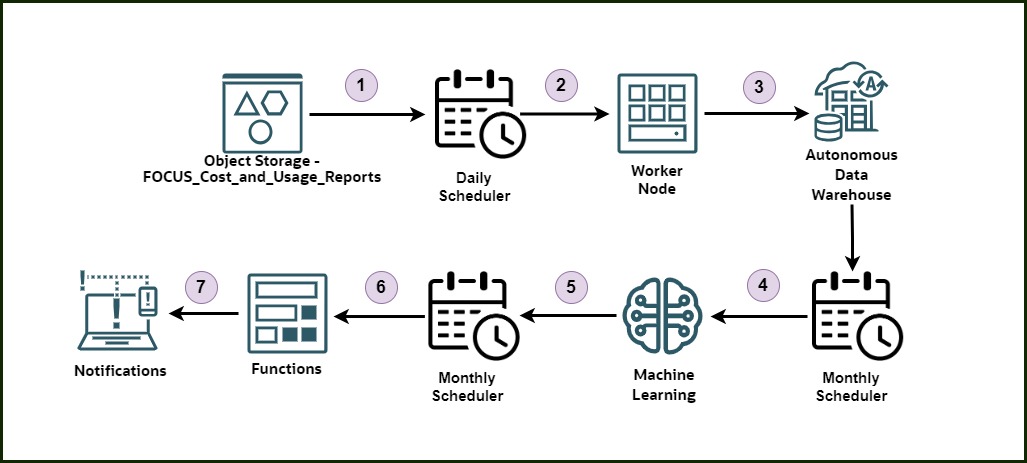 1
2
3
Object Storage -
FOCUS_Cost_and_Usage_Reports
Daily
Scheduler
Worker
Node
A
Autonomous
Data
Warehouse
7
6
5
4
Notifications
Functions
Monthly
Scheduler
Machine
Learning
Monthly
Scheduler